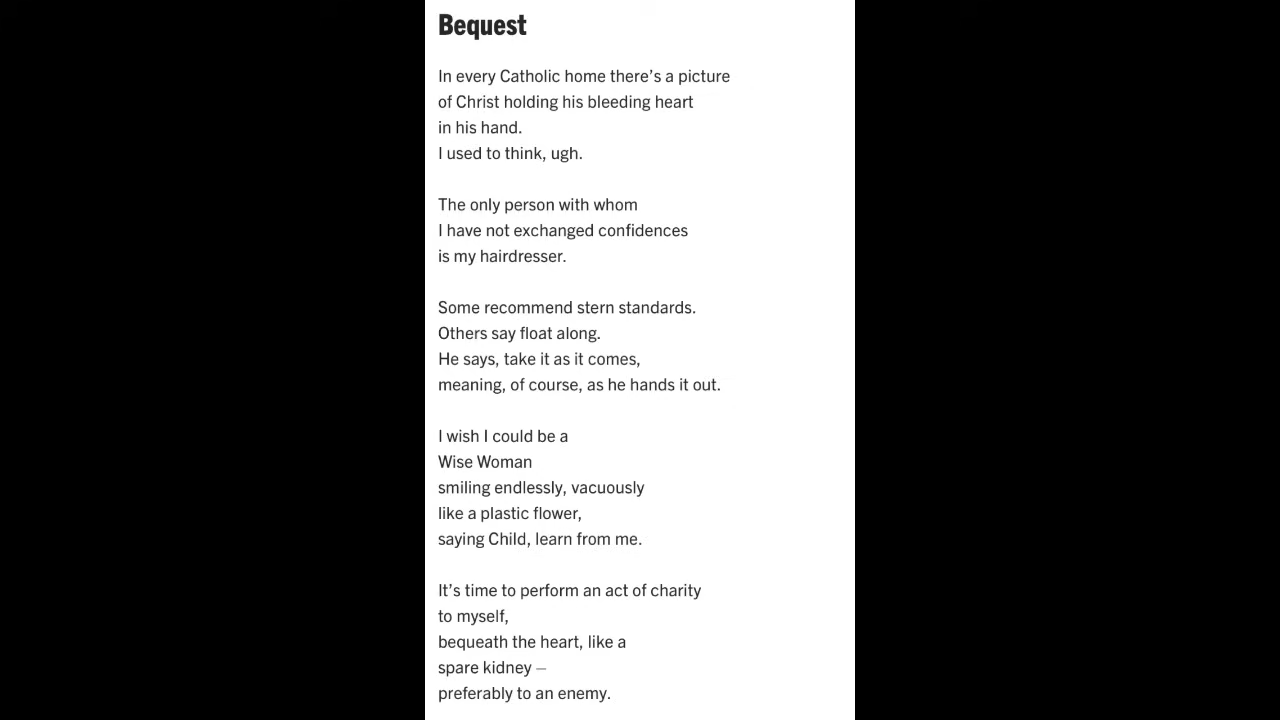 Bequest
In every Catholic home there’s a picture
of Christ holding his bleeding heart
in his hand.
I used to think, ugh.
The only person with whom
I have not exchanged confidences
is my hairdresser.
Some recommend stern standards.
Others say float along.
He says, take it as it comes,
meaning, of course, as he hands it out.
I wish I could be a
Wise Woman
smiling endlessly, vacuously
like a plastic flower,
saying Child, learn from me.
It’s time to perform an act of charity
to myself,
bequeath the heart, like a
spare kidney –
preferably to an enemy.